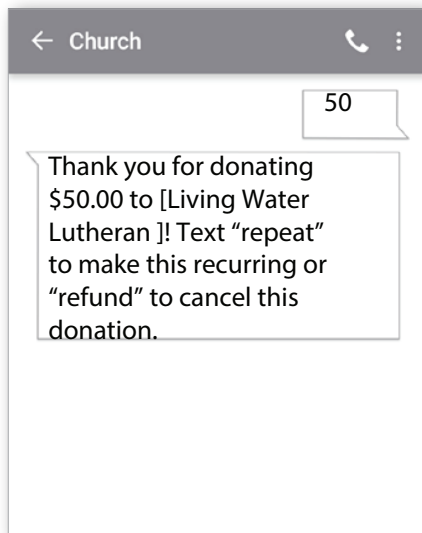 Church
50
Thank you for donating
$50.00 to [Living Water
Lutheran ]! Text “repeat”
to make this recurring or
“refund” to cancel this
donation.